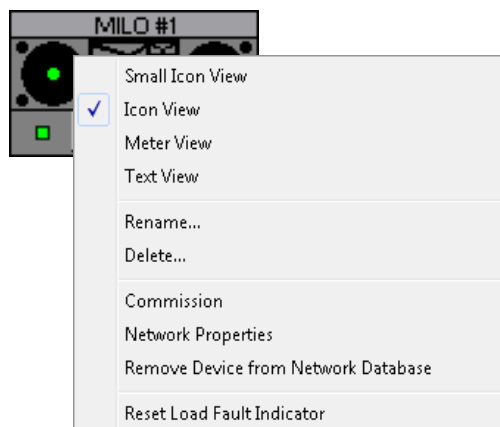 MILO #1
Small Icon View
Icon View
Meter View
Text View
Rename...
Delete...
Commission
Network Properties
Remove Device from Network Database
Reset Load Fault Indicator